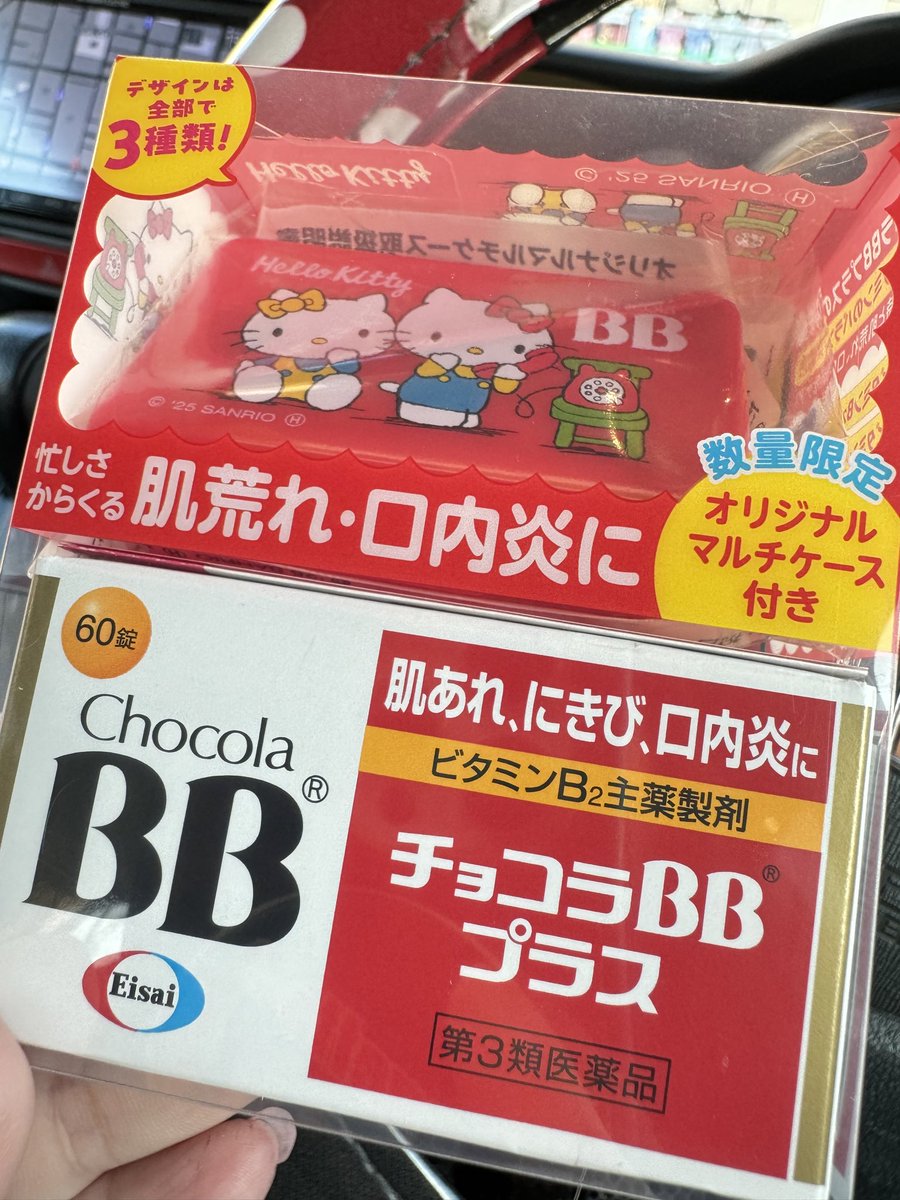 デザインは
全部で
3種類!
Hello Kitty
© '25 SANRIO Ⓗ
オリジナルマルチケース取扱説明書
Hello Kitty
BB
© '25 SANRIO Ⓗ
忙しさ
からくる
肌荒れ・口内炎に
数量限定
オリジナル
マルチケース
付き
60錠
Chocola
BB®
Eisai
肌あれ、にきび、口内炎に
ビタミンB2主薬製剤
チョコラBB®
プラス
第3類医薬品